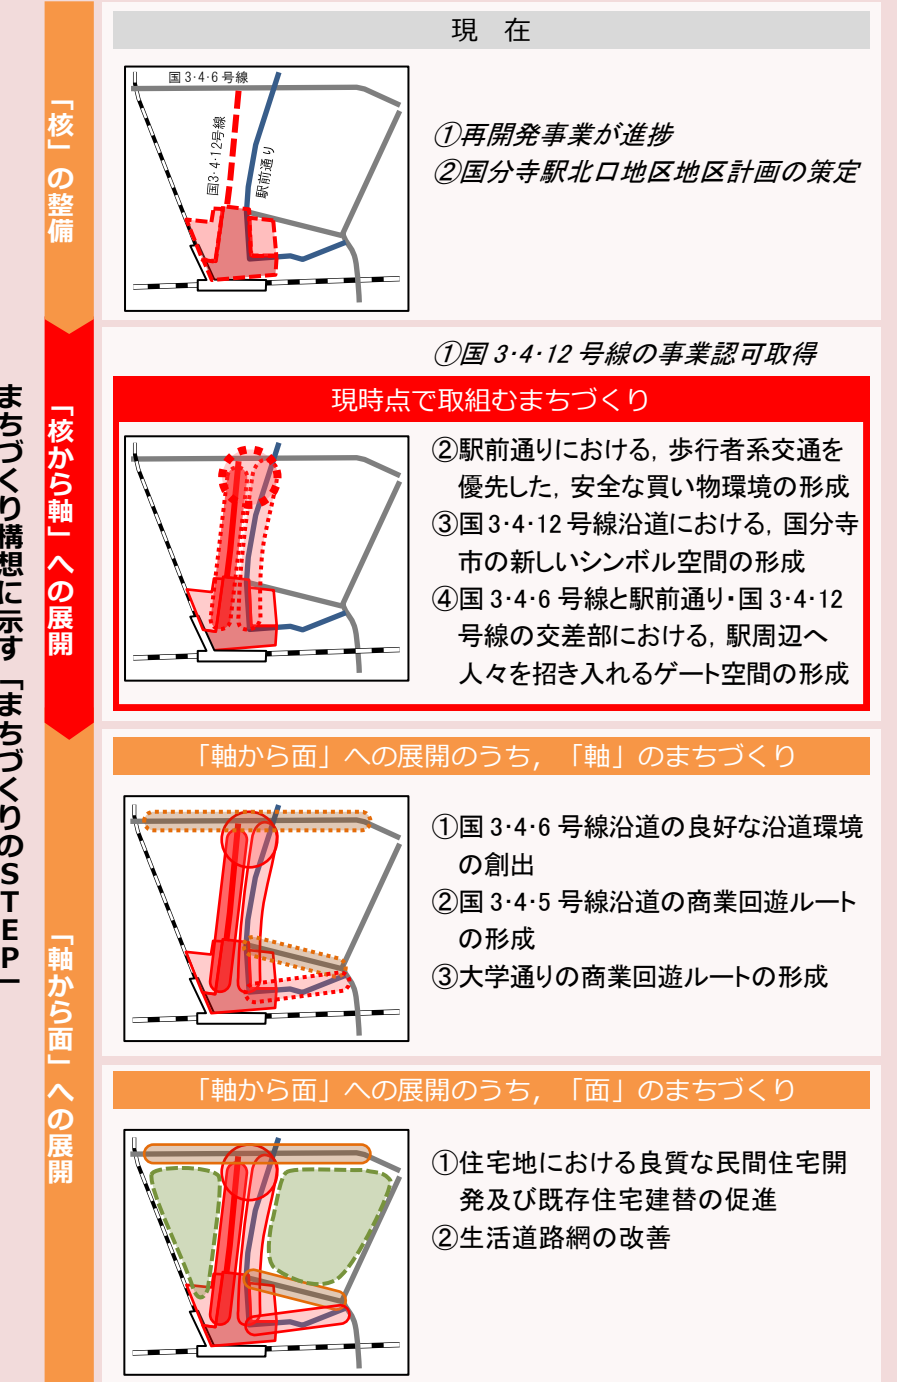 まちづくり構想に示す「まちづくりのSTEP」
「核」の整備
現　在
国3･4･6号線
国3･4･12号線
駅前通り
①再開発事業が進捗
②国分寺駅北口地区地区計画の策定
「核から軸」への展開
①国 3･4･12 号線の事業認可取得
現時点で取組むまちづくり
②駅前通りにおける，歩行者系交通を
優先した，安全な買い物環境の形成
③国3･4･12号線沿道における，国分寺
市の新しいシンボル空間の形成
④国 3･4･6 号線と駅前通り・国 3･4･12
号線の交差部における，駅周辺へ
人々を招き入れるゲート空間の形成
「軸から面」への展開
「軸から面」への展開のうち，「軸」のまちづくり
①国 3･4･6 号線沿道の良好な沿道環境
の創出
②国 3･4･5 号線沿道の商業回遊ルート
の形成
③大学通りの商業回遊ルートの形成
「軸から面」への展開のうち，「面」のまちづくり
①住宅地における良質な民間住宅開
発及び既存住宅建替の促進
②生活道路網の改善